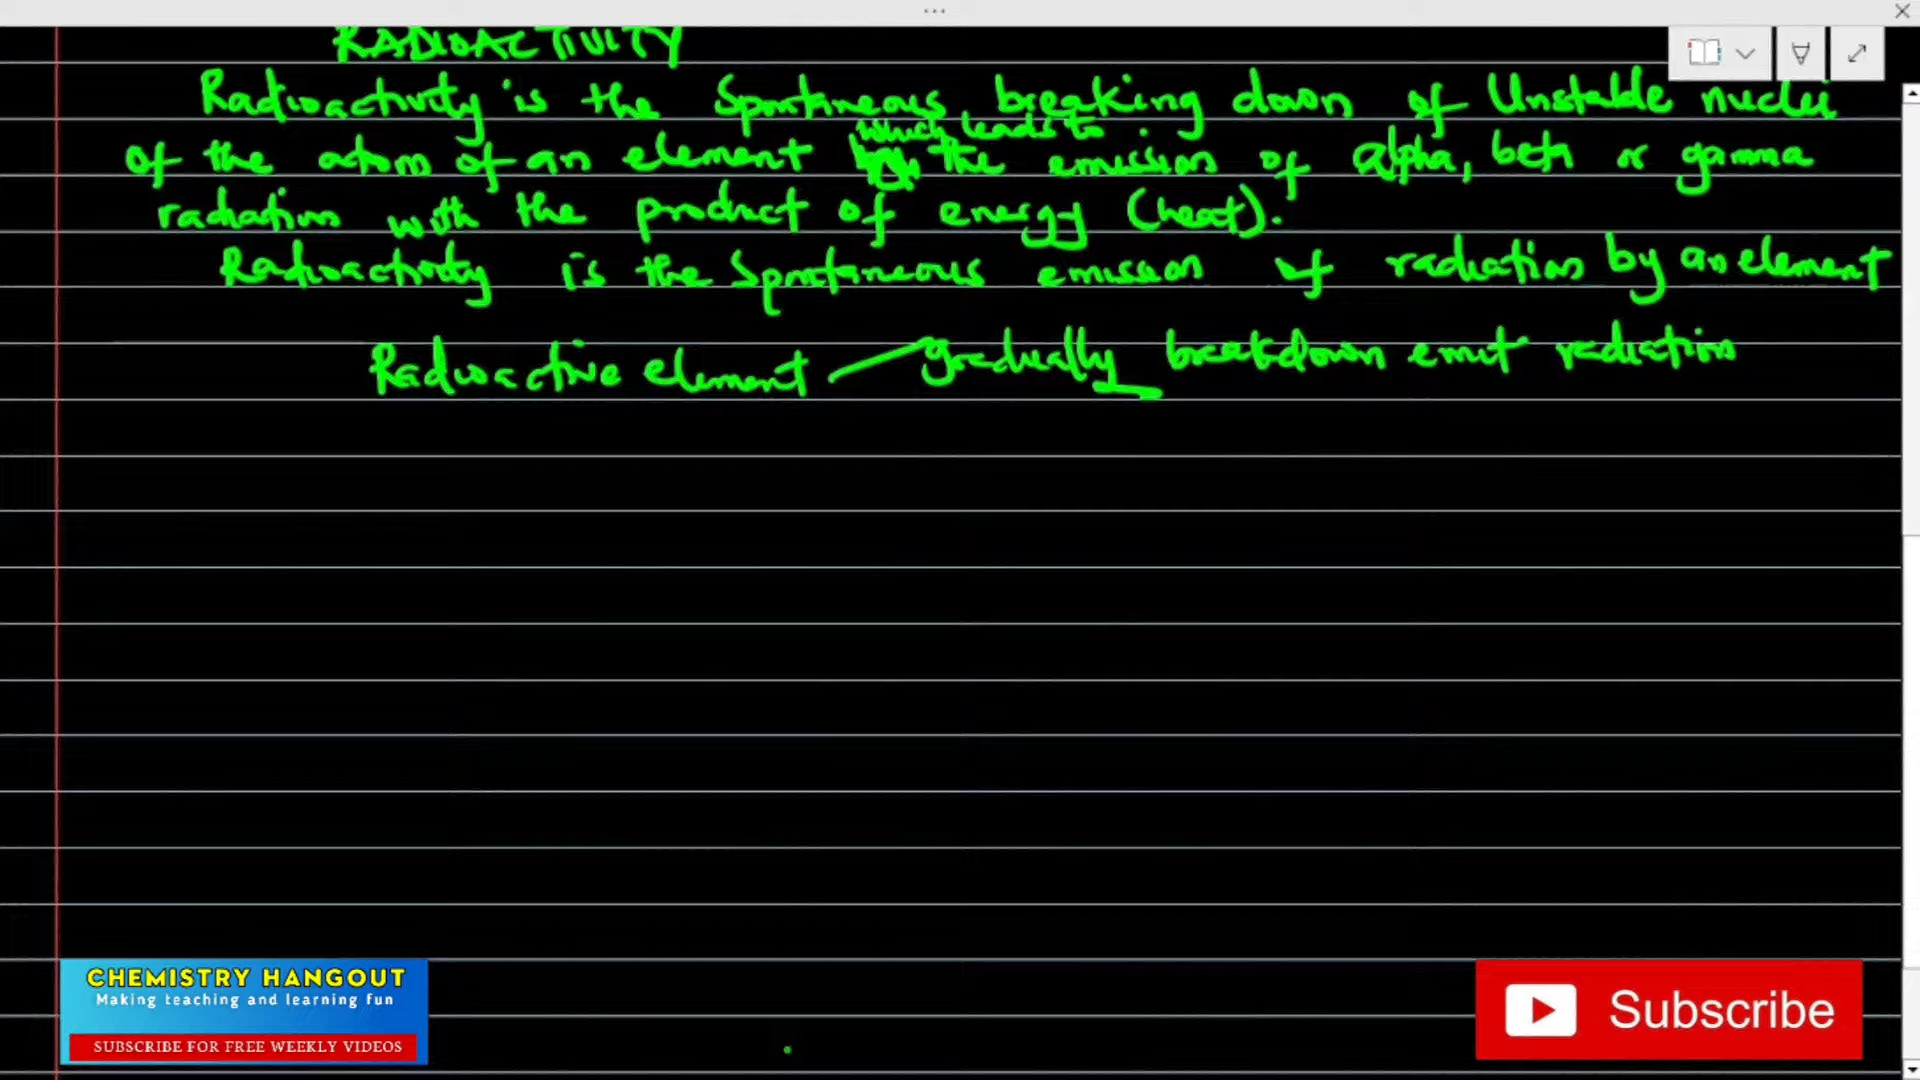 RADIOACTIVITY
Radioactivity is the Spontaneous breaking down of Unstable nuclei
which leads to
of the atom of an element the emission of alpha, beta or gamma
radiation with the product of energy (heat).
Radioactivity is the Spontaneous emission of radiation by an element
Radioactive element gradually breakdown emit radiation
CHEMISTRY HANGOUT
Making teaching and learning fun
SUBSCRIBE FOR FREE WEEKLY VIDEOS
Subscribe